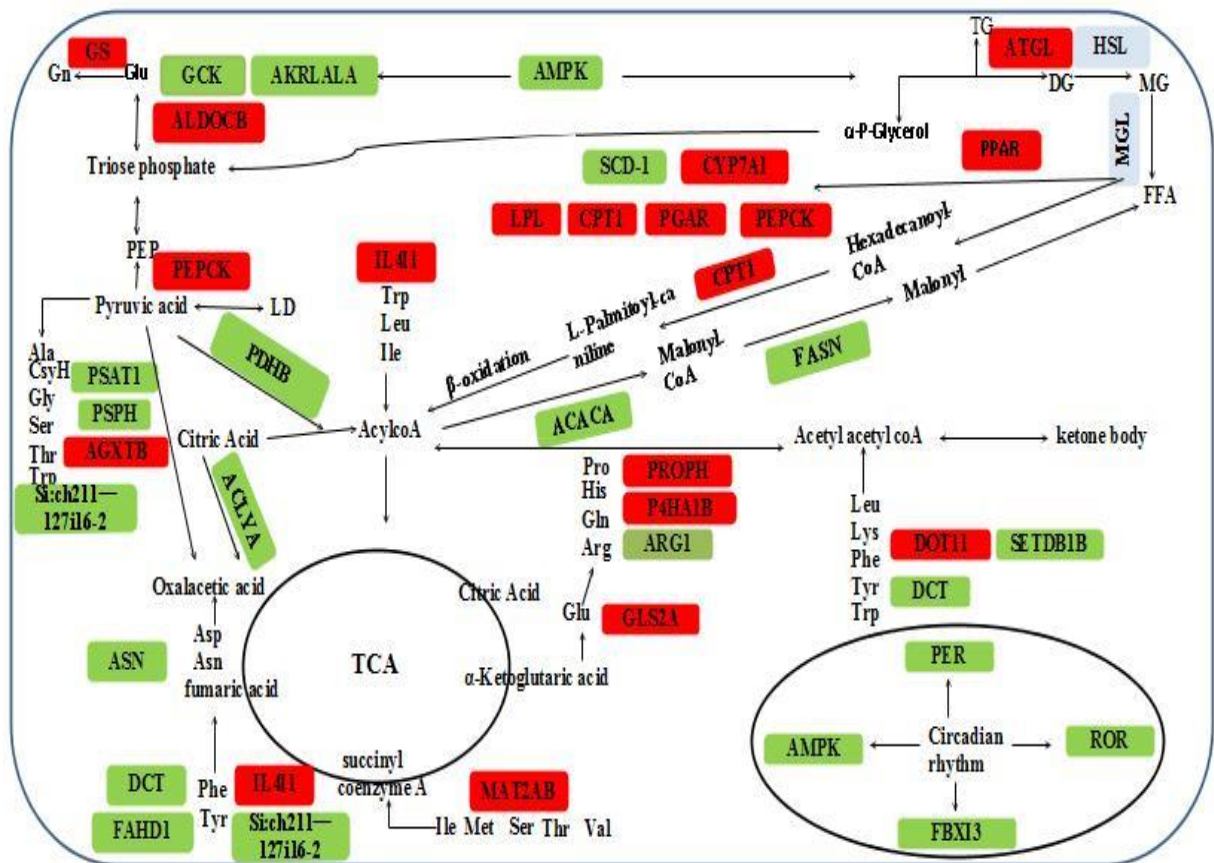 TG
GS
ATGL
HSL
Gn
Glu
GCK
AKRLALA
AMPK
DG
MG
ALDOCB
α-P-Glycerol
PPAR
MGL
Triose phosphate
SCD-1
CYP7A1
FFA
LPL
CPT1
PGAR
PEPCK
Hexadecanoyl-
CoA
PEP
PEPCK
IL4I1
CPT1
Malonyl
Pyruvic acid
LD
Trp
Leu
Ile
L-Palmitoyl-ca
niline
Malonyl-
CoA
FASN
β-oxidation
PDHB
Ala
CsyH
Gly
Ser
Thr
Trp
PSAT1
PSPH
AGXTB
Si:ch211—
127i16-2
Citric Acid
AcylcoA
ACACA
Acetyl acetyl coA
ketone body
ACLYA
Pro
His
Gln
Arg
PROPH
P4HA1B
ARG1
Leu
Lys
Phe
Tyr
Trp
DOT1l
SETDB1B
DCT
Oxalacetic acid
Citric Acid
Glu
GLS2A
Asp
Asn
fumaric acid
ASN
TCA
α-Ketoglutaric acid
PER
AMPK
Circadian
rhythm
ROR
FBXl3
succinyl
coenzyme A
DCT
FAHD1
Phe
Tyr
IL4I1
Si:ch211—
127i16-2
MAT2AB
Ile Met Ser Thr Val